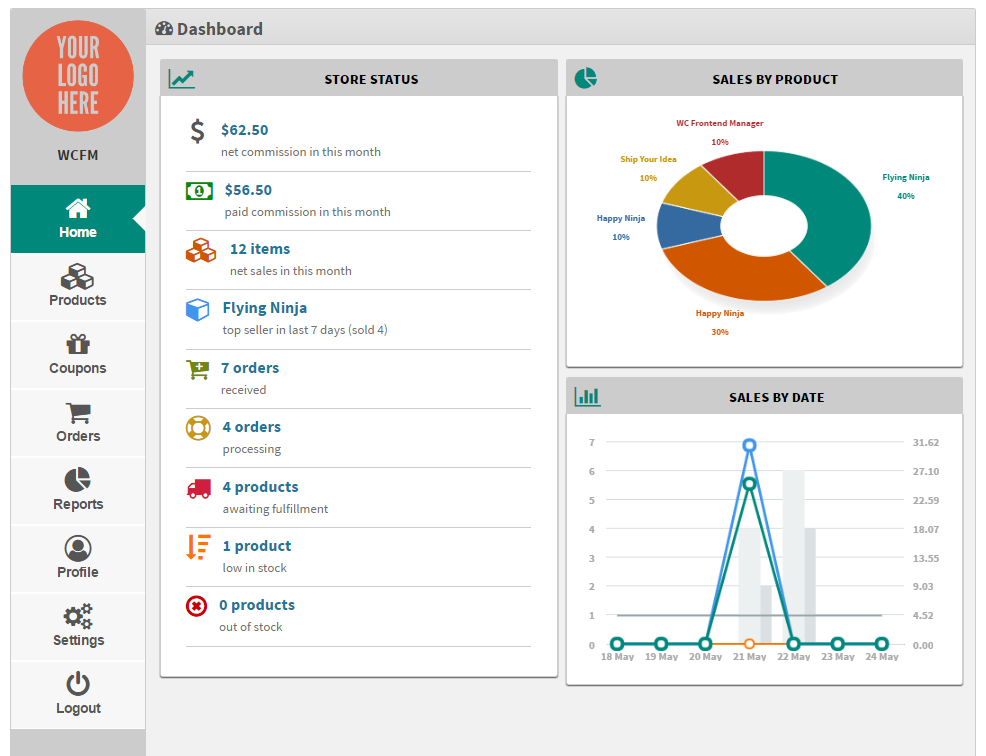 YOUR
LOGO
HERE
WCFM
Home
Products
Coupons
Orders
Reports
Profile
Settings
Logout
Dashboard
STORE STATUS
$ $62.50
net commission in this month
1 $56.50
paid commission in this month
12 items
net sales in this month
Flying Ninja
top seller in last 7 days (sold 4)
7 orders
received
4 orders
processing
4 products
awaiting fulfillment
1 product
low in stock
0 products
out of stock
SALES BY PRODUCT
WC Frontend Manager
10%
Ship Your Idea
10%
Flying Ninja
40%
Happy Ninja
10%
Happy Ninja
30%
SALES BY DATE
7 31.62
6 27.10
5 22.59
4 18.07
3 13.55
2 9.03
1 4.52
0 0.00
18 May 19 May 20 May 21 May 22 May 23 May 24 May